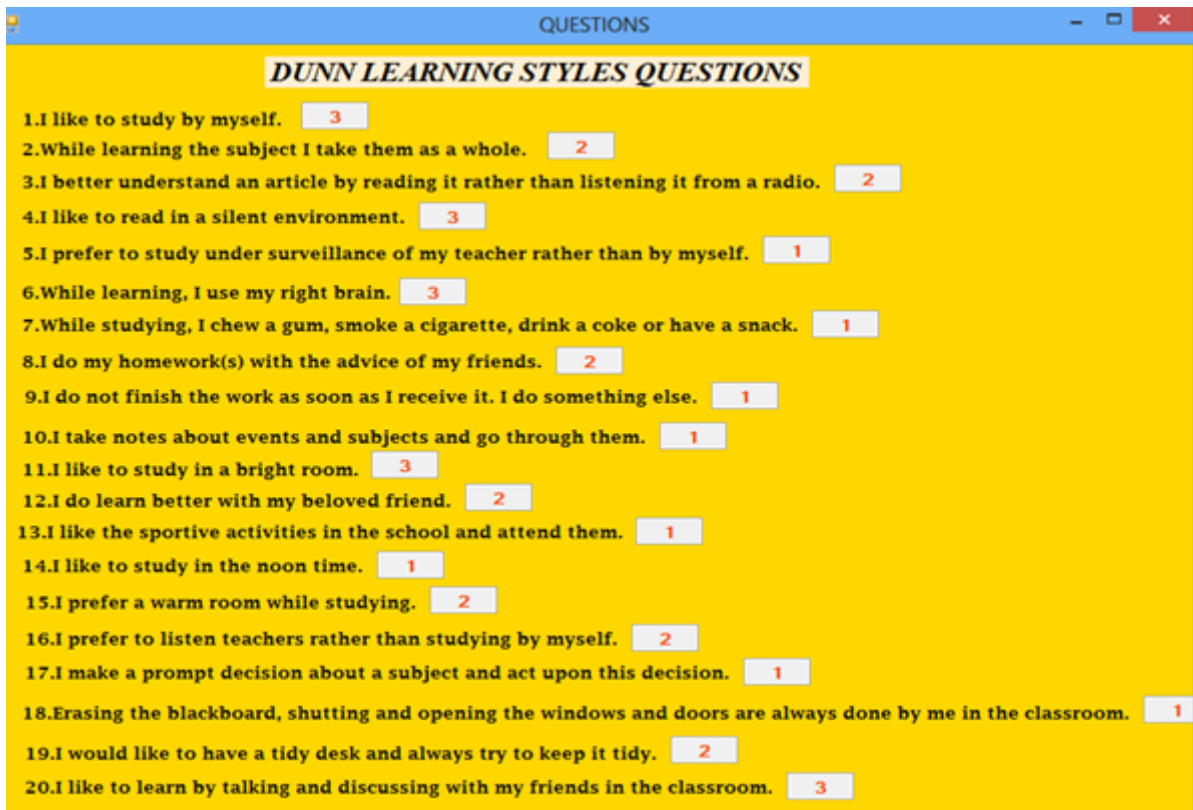 QUESTIONS
DUNN LEARNING STYLES QUESTIONS
1.I like to study by myself. 3
2.While learning the subject I take them as a whole. 2
3.I better understand an article by reading it rather than listening it from a radio. 2
4.I like to read in a silent environment. 3
5.I prefer to study under surveillance of my teacher rather than by myself. 1
6.While learning, I use my right brain. 3
7.While studying, I chew a gum, smoke a cigarette, drink a coke or have a snack. 1
8.I do my homework(s) with the advice of my friends. 2
9.I do not finish the work as soon as I receive it. I do something else. 1
10.I take notes about events and subjects and go through them. 1
11.I like to study in a bright room. 3
12.I do learn better with my beloved friend. 2
13.I like the sportive activities in the school and attend them. 1
14.I like to study in the noon time. 1
15.I prefer a warm room while studying. 2
16.I prefer to listen teachers rather than studying by myself. 2
17.I make a prompt decision about a subject and act upon this decision. 1
18.Erasing the blackboard, shutting and opening the windows and doors are always done by me in the classroom. 1
19.I would like to have a tidy desk and always try to keep it tidy. 2
20.I like to learn by talking and discussing with my friends in the classroom. 3